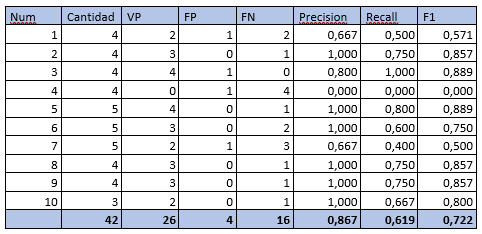 Num Cantidad VP FP FN Precision Recall F1
1 4 2 1 2 0,667 0,500 0,571
2 4 3 0 1 1,000 0,750 0,857
3 4 4 1 0 0,800 1,000 0,889
4 4 0 1 4 0,000 0,000 0,000
5 5 4 0 1 1,000 0,800 0,889
6 5 3 0 2 1,000 0,600 0,750
7 5 2 1 3 0,667 0,400 0,500
8 4 3 0 1 1,000 0,750 0,857
9 4 3 0 1 1,000 0,750 0,857
10 3 2 0 1 1,000 0,667 0,800
42 26 4 16 0,867 0,619 0,722